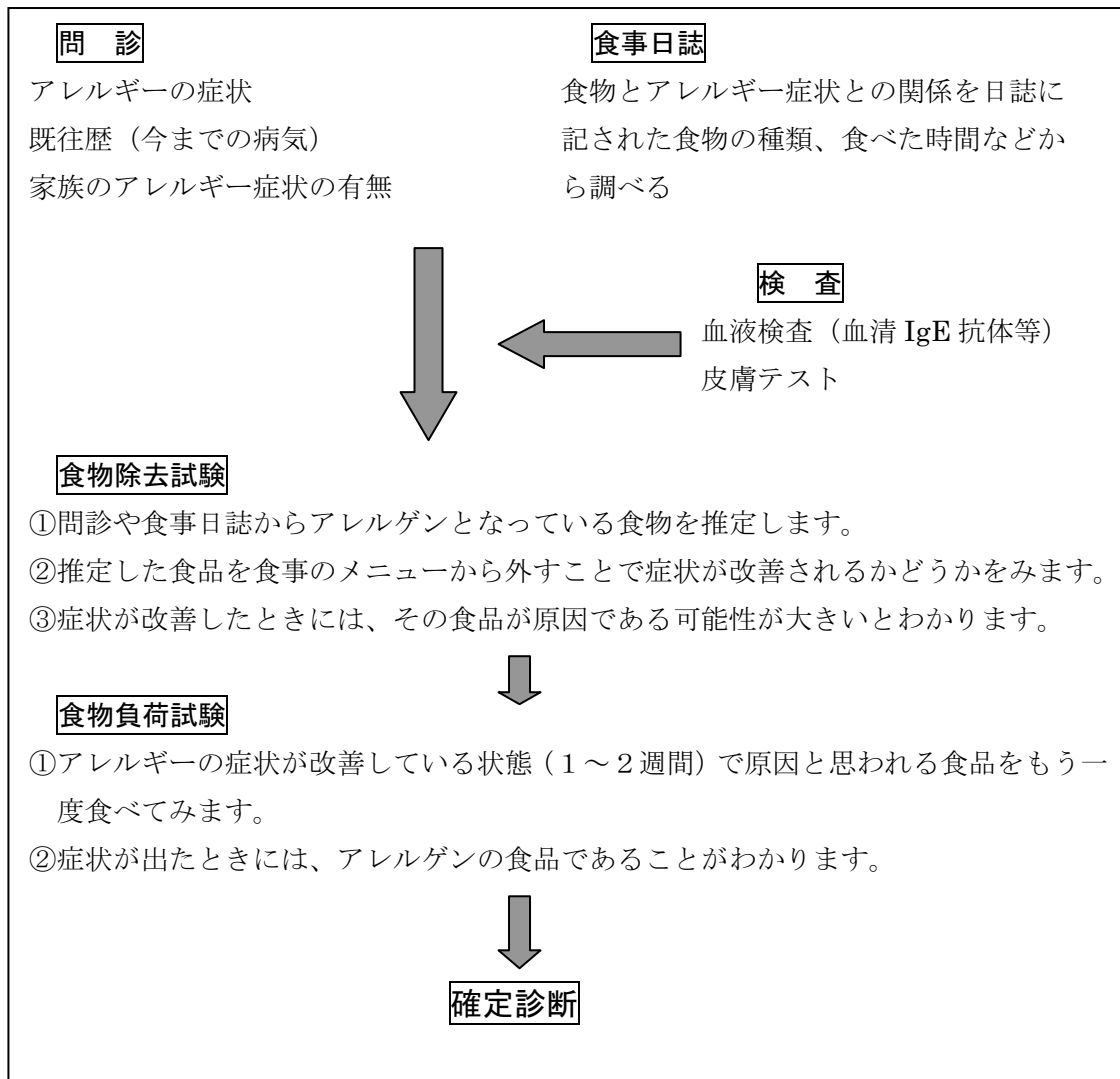 問　診
アレルギーの症状
既往歴（今までの病気）
家族のアレルギー症状の有無
食事日誌
食物とアレルギー症状との関係を日誌に
記された食物の種類、食べた時間などか
ら調べる
検　査
血液検査（血清 IgE 抗体等）
皮膚テスト
食物除去試験
①問診や食事日誌からアレルゲンとなっている食物を推定します。
②推定した食品を食事のメニューから外すことで症状が改善されるかどうかをみます。
③症状が改善したときには、その食品が原因である可能性が大きいとわかります。
食物負荷試験
①アレルギーの症状が改善している状態（１～２週間）で原因と思われる食品をもう一
度食べてみます。
②症状が出たときには、アレルゲンの食品であることがわかります。
確定診断